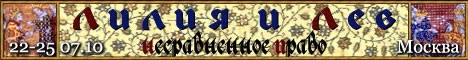 Лилия и Лев
несравненное право
22-25 07.10 Москва